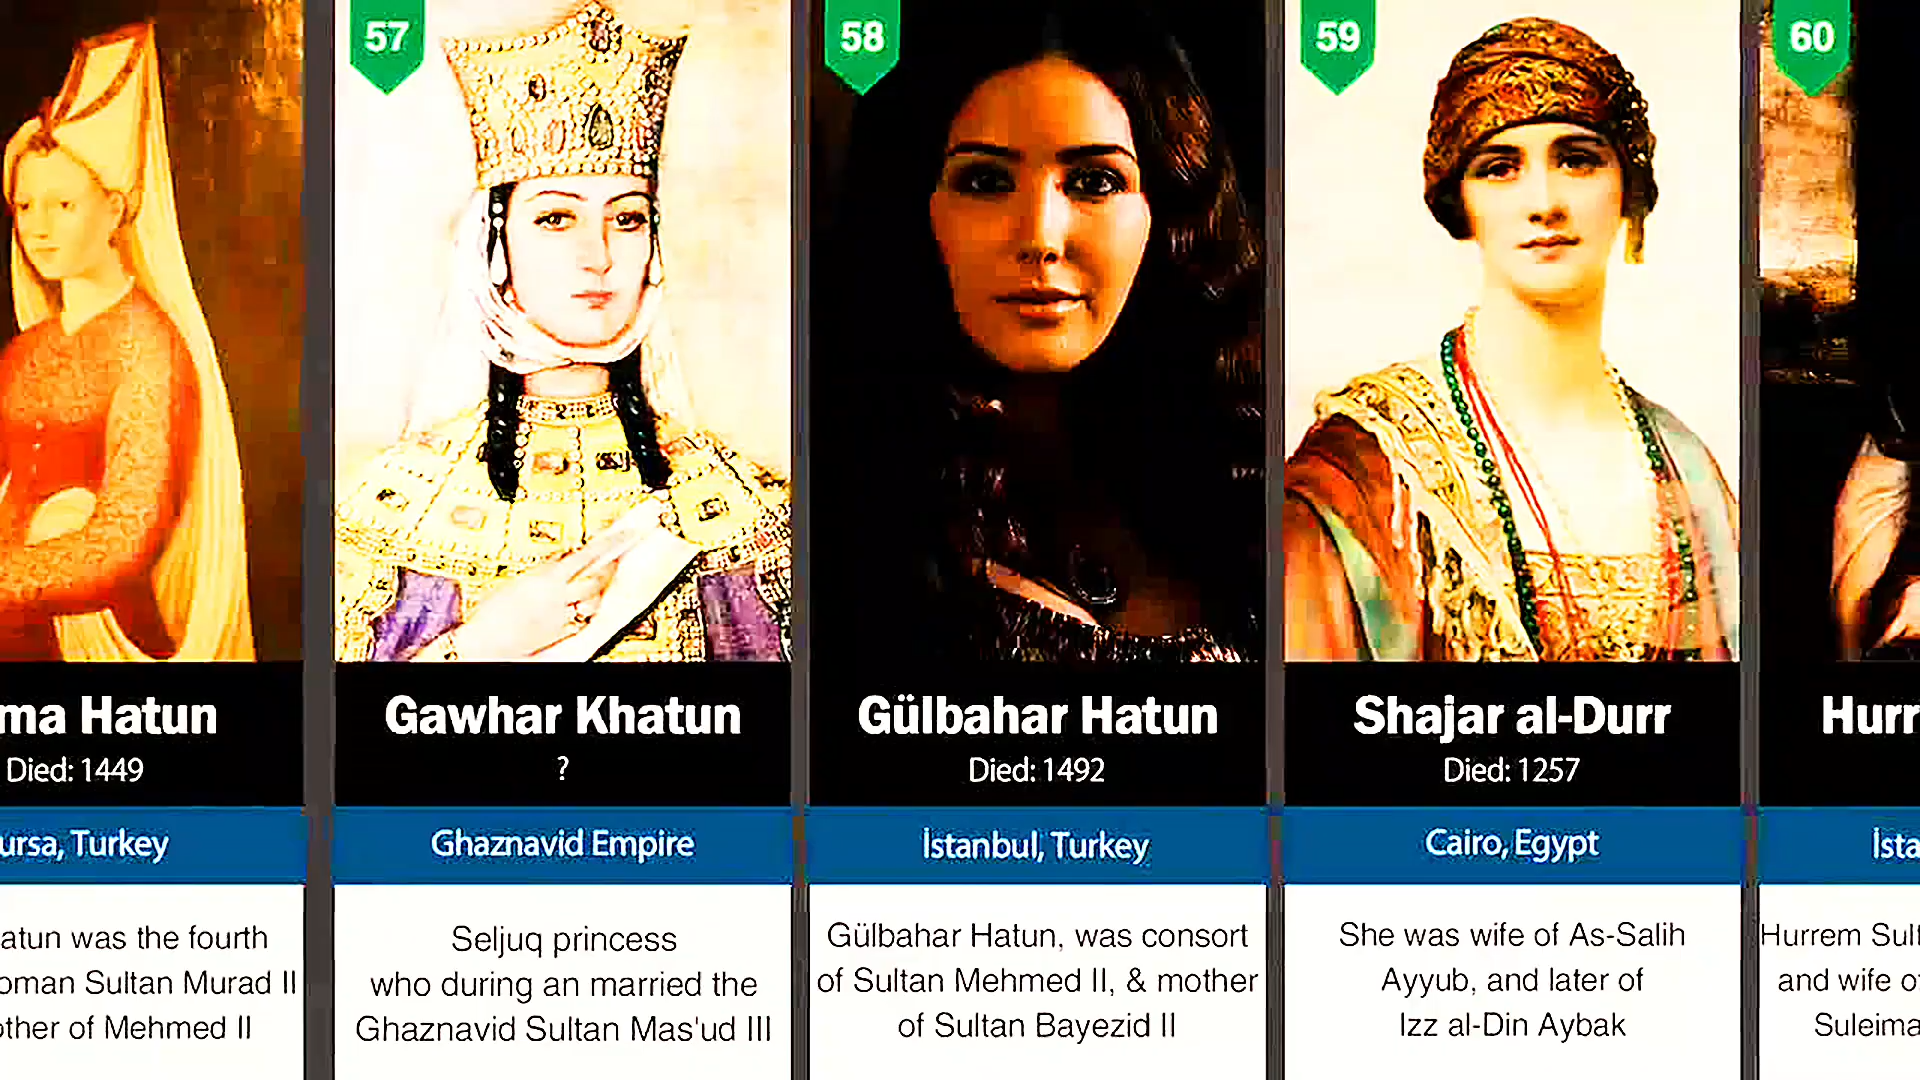 ma Hatun
Died: 1449
ursa, Turkey
atun was the fourth
oman Sultan Murad II
other of Mehmed II
57
Gawhar Khatun
?
Ghaznavid Empire
Seljuq princess
who during an married the
Ghaznavid Sultan Mas'ud III
58
Gülbahar Hatun
Died: 1492
İstanbul, Turkey
Gülbahar Hatun, was consort
of Sultan Mehmed II, & mother
of Sultan Bayezid II
59
Shajar al-Durr
Died: 1257
Cairo, Egypt
She was wife of As-Salih
Ayyub, and later of
Izz al-Din Aybak
60
Hurr
İsta
Hurrem Sul
and wife of
Suleima